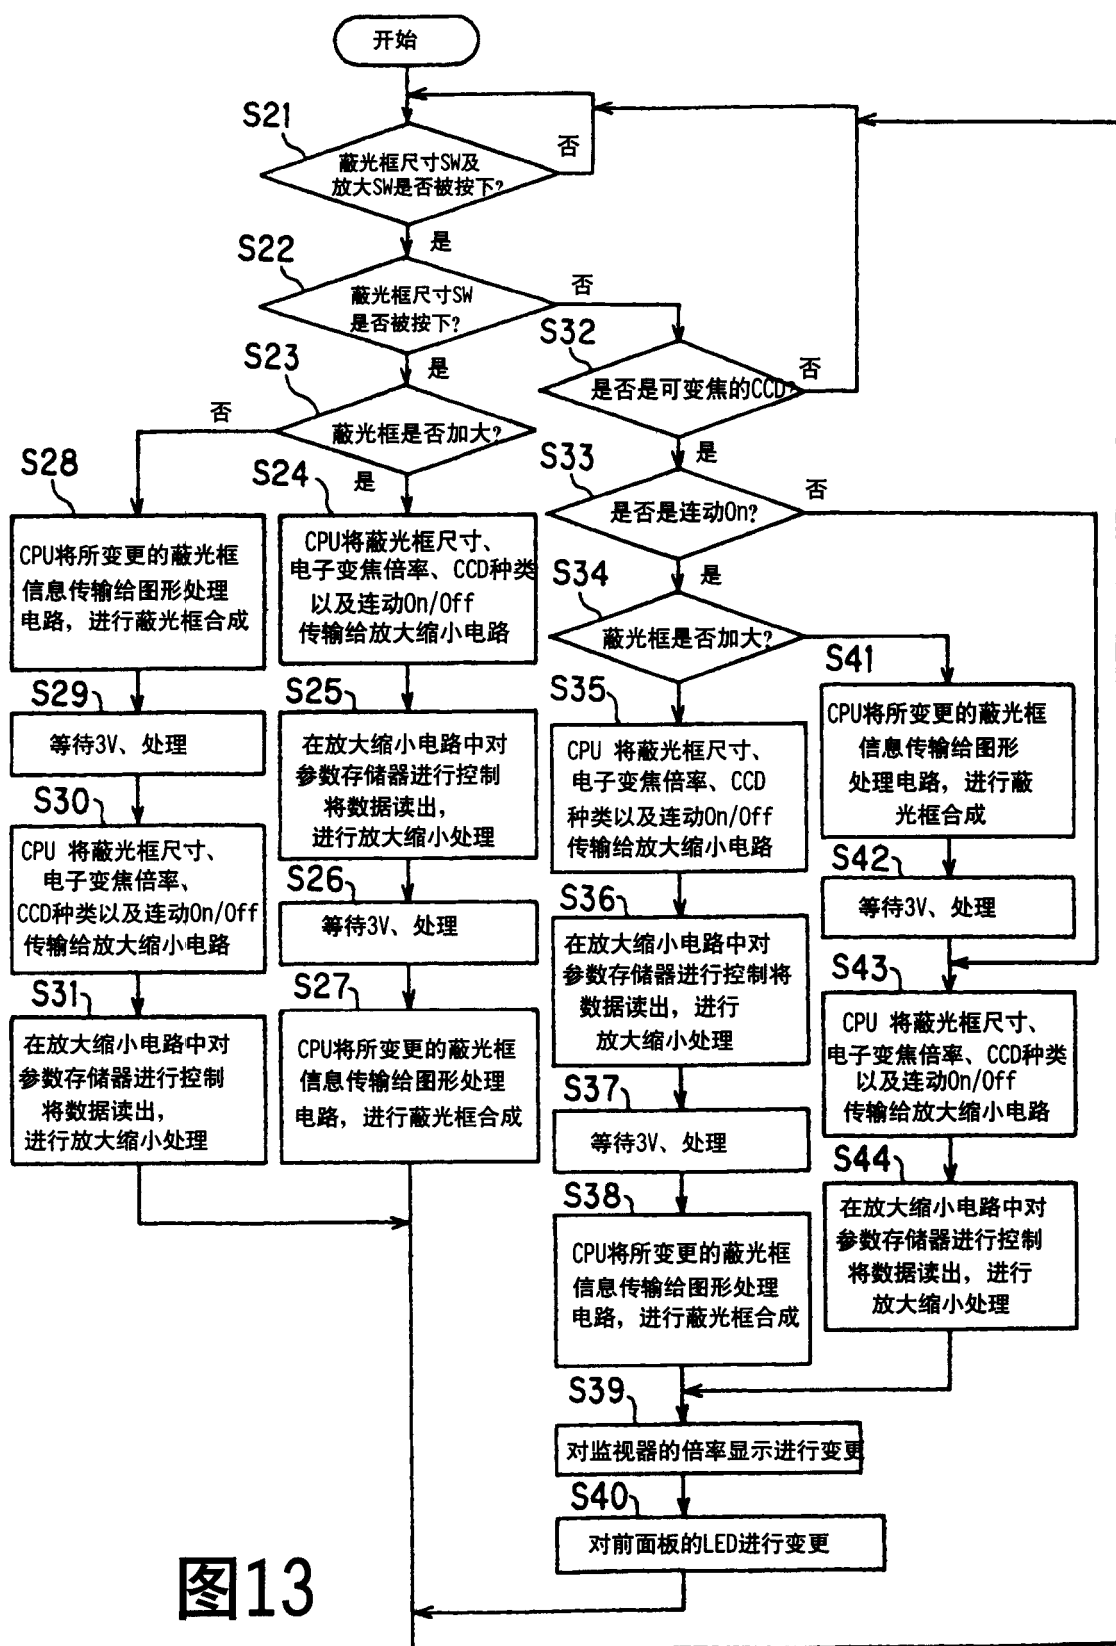 开始
S21
否
蔽光框尺寸SW及
放大SW是否被按下?
是
S22
否
蔽光框尺寸SW
是否被按下?
S32
是
S23
否
是否是可变焦的CCD?
否
蔽光框是否加大?
是
S33
S28
S24
是
否
是否是连动On?
CPU将所变更的蔽光框
信息传输给图形处理
电路，进行蔽光框合成
CPU将蔽光框尺寸、
电子变焦倍率、CCD种类
以及连动On/Off
传输给放大缩小电路
S34
是
蔽光框是否加大?
S41
S29
等待3V、处理
S25
在放大缩小电路中对
参数存储器进行控制
将数据读出，
进行放大缩小处理
S35
CPU 将蔽光框尺寸、
电子变焦倍率、CCD
种类以及连动On/Off
传输给放大缩小电路
CPU将所变更的蔽光框
信息传输给图形
处理电路，进行蔽
光框合成
S30
CPU 将蔽光框尺寸、
电子变焦倍率、
CCD种类以及连动On/Off
传输给放大缩小电路
S26
等待3V、处理
S36
在放大缩小电路中对
参数存储器进行控制将
数据读出，进行
放大缩小处理
S42
等待3V、处理
S31
在放大缩小电路中对
参数存储器进行控制
将数据读出，
进行放大缩小处理
S27
CPU将所变更的蔽光框
信息传输给图形处理
电路，进行蔽光框合成
S43
CPU 将蔽光框尺寸、
电子变焦倍率、CCD种类
以及连动On/Off
传输给放大缩小电路
S37
等待3V、处理
S44
在放大缩小电路中对
参数存储器进行控制
将数据读出，进行
放大缩小处理
S38
CPU将所变更的蔽光框
信息传输给图形处理
电路，进行蔽光框合成
S39
对监视器的倍率显示进行变更
S40
对前面板的LED进行变更
图13